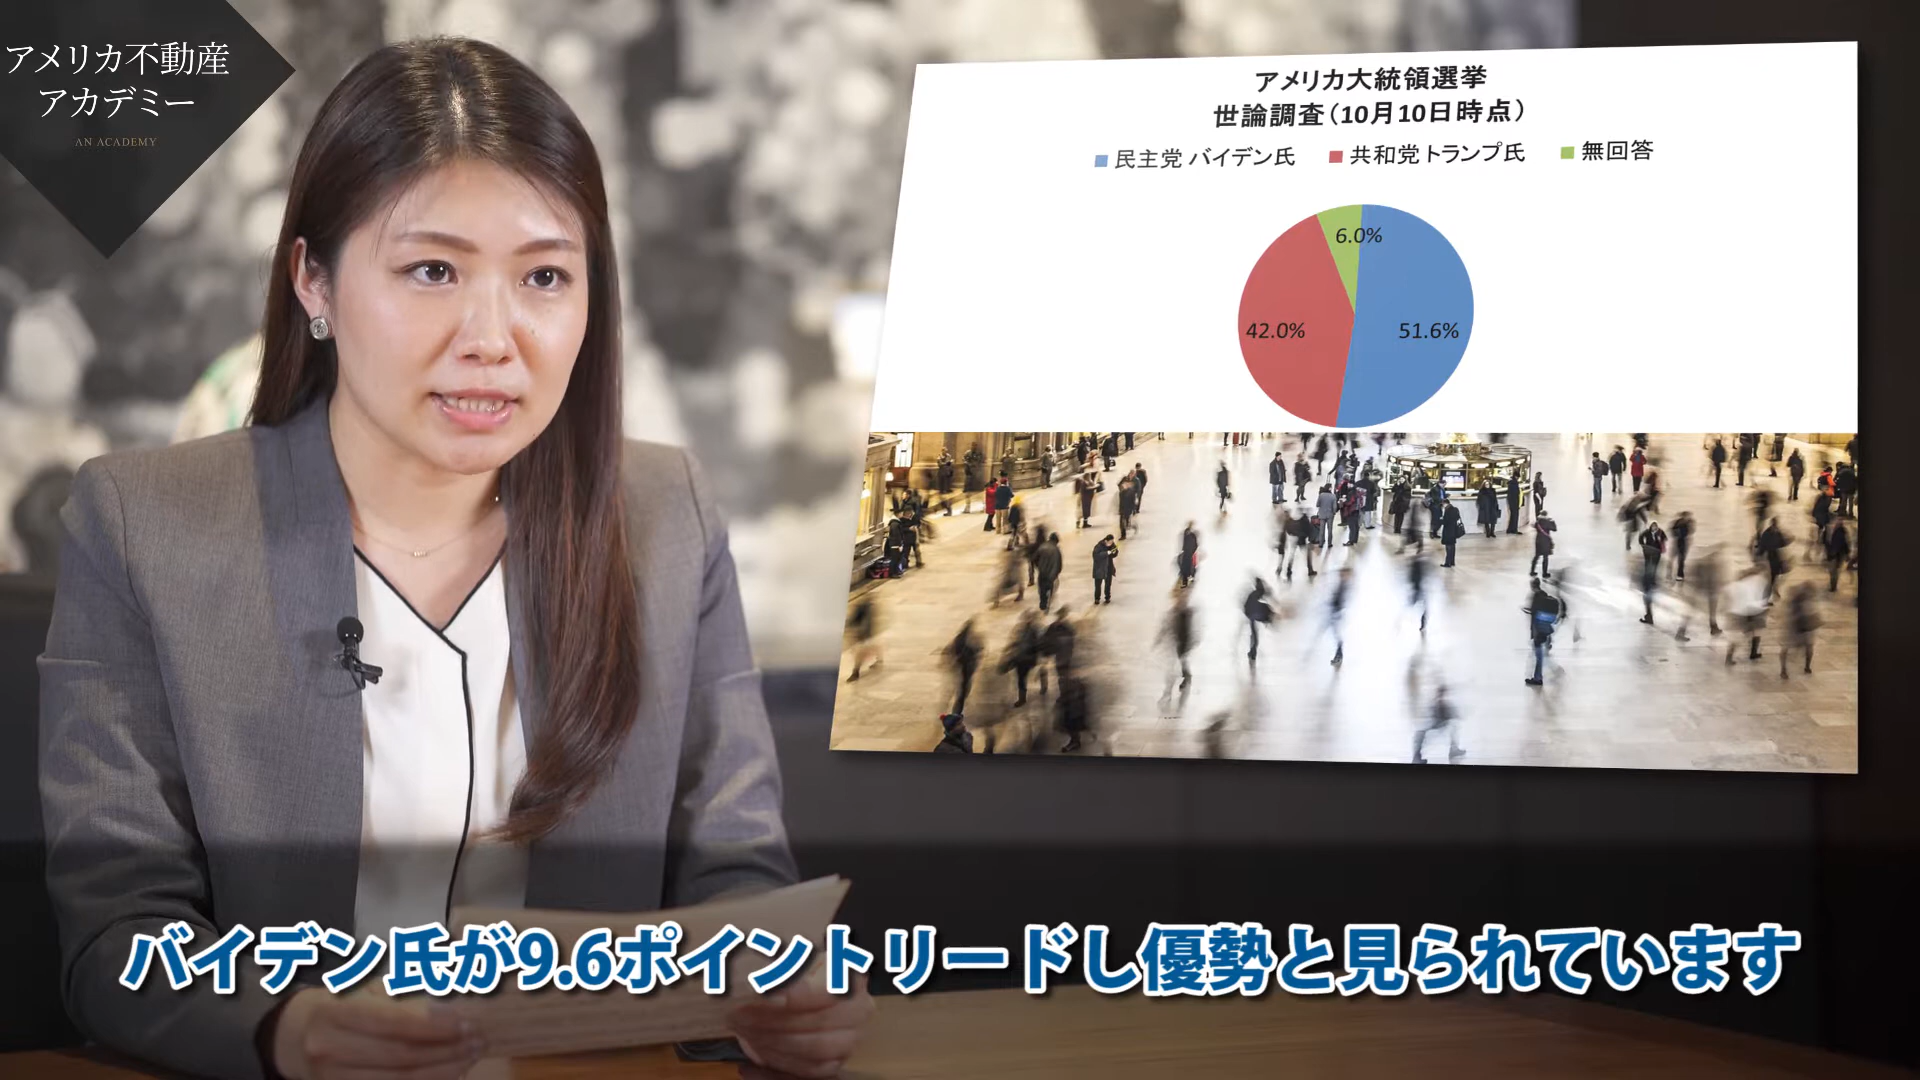 アメリカ不動産
アカデミー
AN ACADEMY
アメリカ大統領選挙
世論調査（10月10日時点）
民主党 バイデン氏 共和党 トランプ氏 無回答
6.0%
42.0% 51.6%
バイデン氏が9.6ポイントリードし優勢と見られています